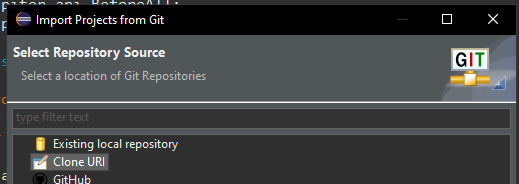 Import Projects from Git
Select Repository Source
Select a location of Git Repositories
GIT
type filter text
Existing local repository
Clone URI
GitHub